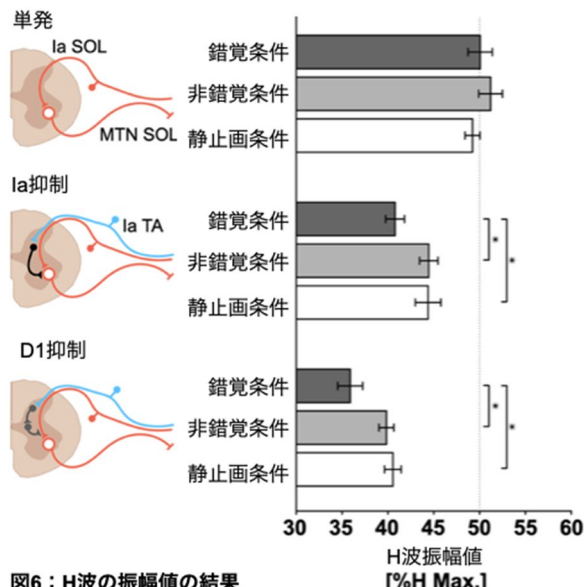 単発
Ia SOL
MTN SOL
錯覚条件
非錯覚条件
静止画条件
Ia抑制
Ia TA
錯覚条件
非錯覚条件
静止画条件
*
*
D1抑制
錯覚条件
非錯覚条件
静止画条件
*
*
30 35 40 45 50 55 60
H波振幅値
[%H Max.]
図6：H波の振幅値の結果